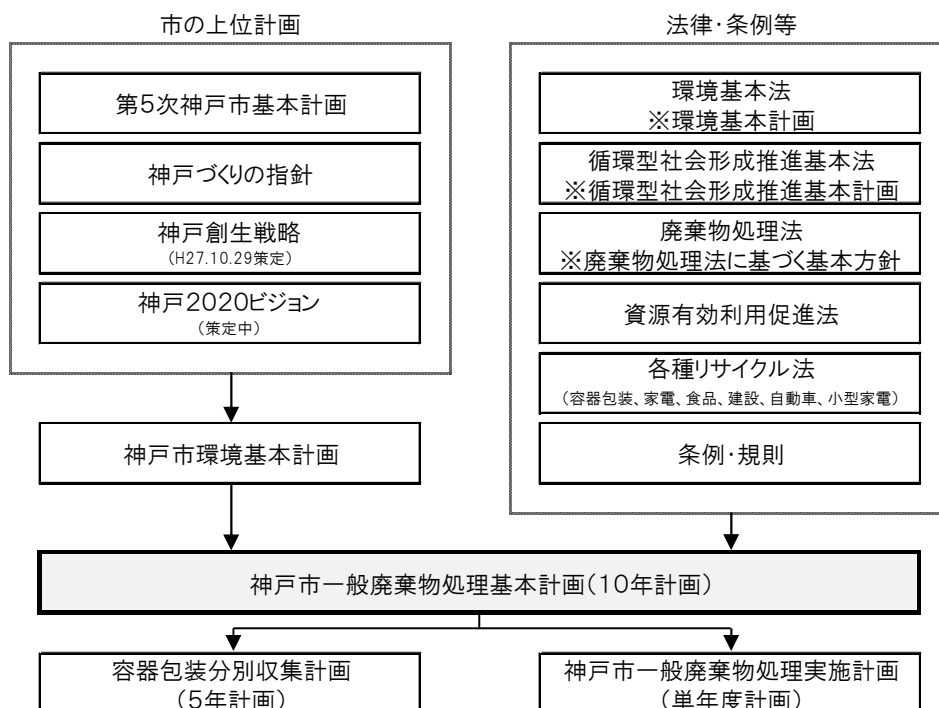 市の上位計画
第5次神戸市基本計画
神戸づくりの指針
神戸創生戦略
(H27.10.29策定)
神戸2020ビジョン
(策定中)
神戸市環境基本計画
法律・条例等
環境基本法
※環境基本計画
循環型社会形成推進基本法
※循環型社会形成推進基本計画
廃棄物処理法
※廃棄物処理法に基づく基本方針
資源有効利用促進法
各種リサイクル法
(容器包装、家電、食品、建設、自動車、小型家電)
条例・規則
神戸市一般廃棄物処理基本計画(10年計画)
容器包装分別収集計画
(5年計画)
神戸市一般廃棄物処理実施計画
(単年度計画)